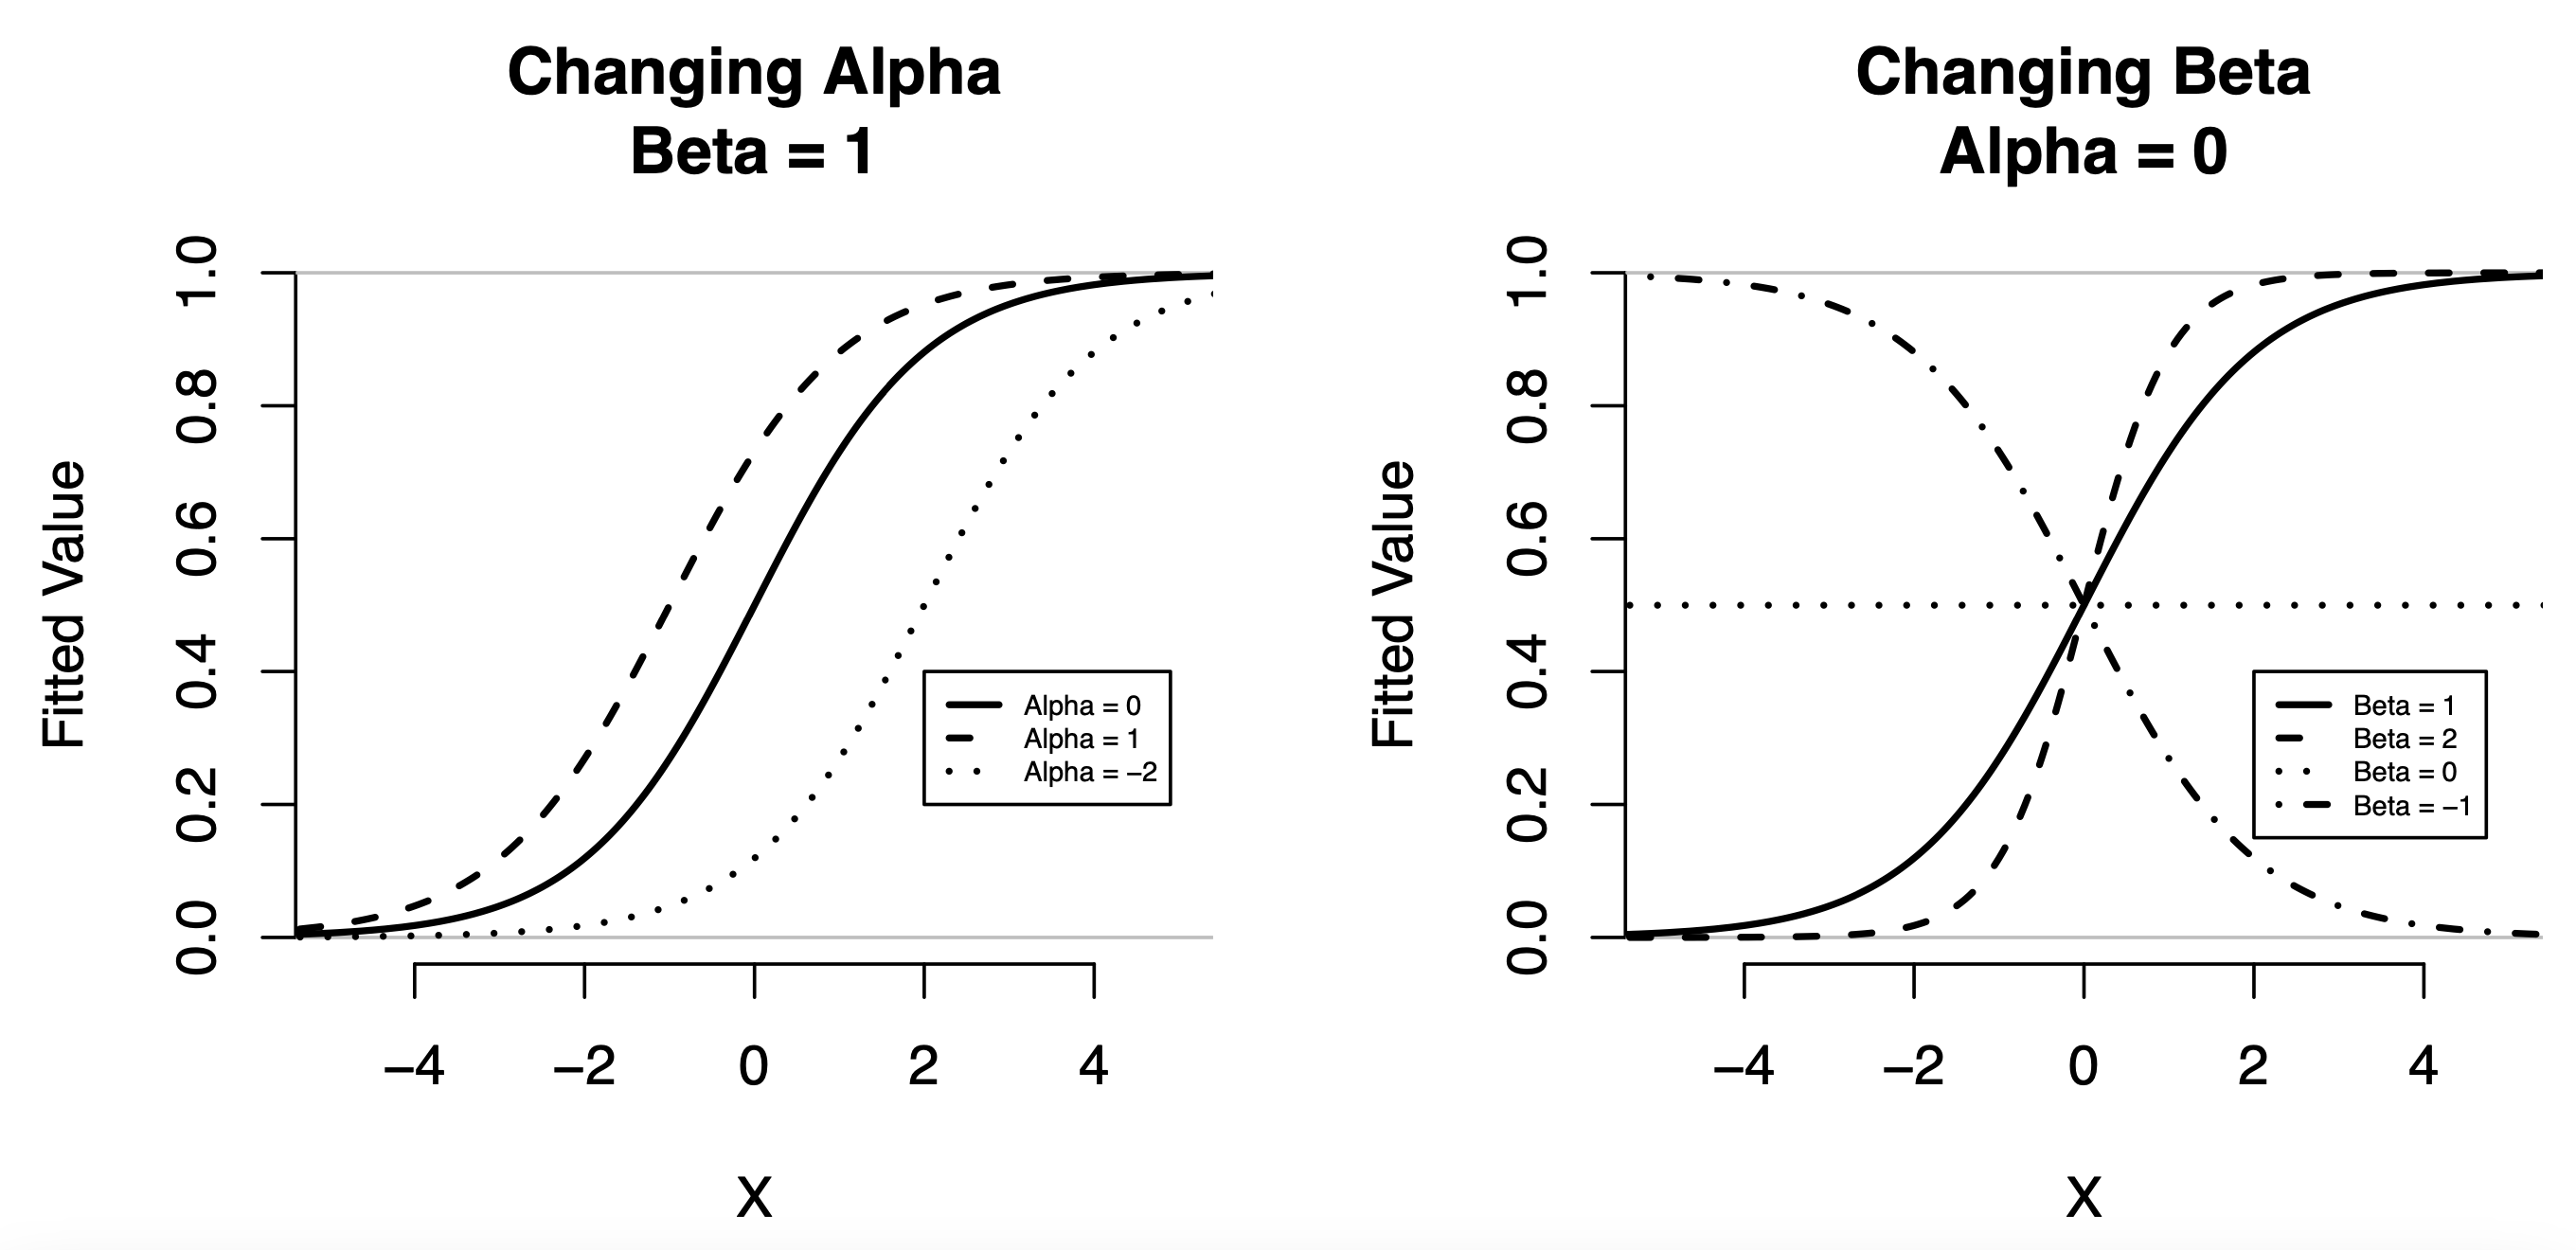 Changing Alpha
Beta = 1
Fitted Value
1.0
0.8
0.6
0.4
0.2
0.0
Alpha = 0
Alpha = 1
Alpha = −2
−4 −2 0 2 4
X
Changing Beta
Alpha = 0
Fitted Value
1.0
0.8
0.6
0.4
0.2
0.0
Beta = 1
Beta = 2
Beta = 0
Beta = −1
−4 −2 0 2 4
X